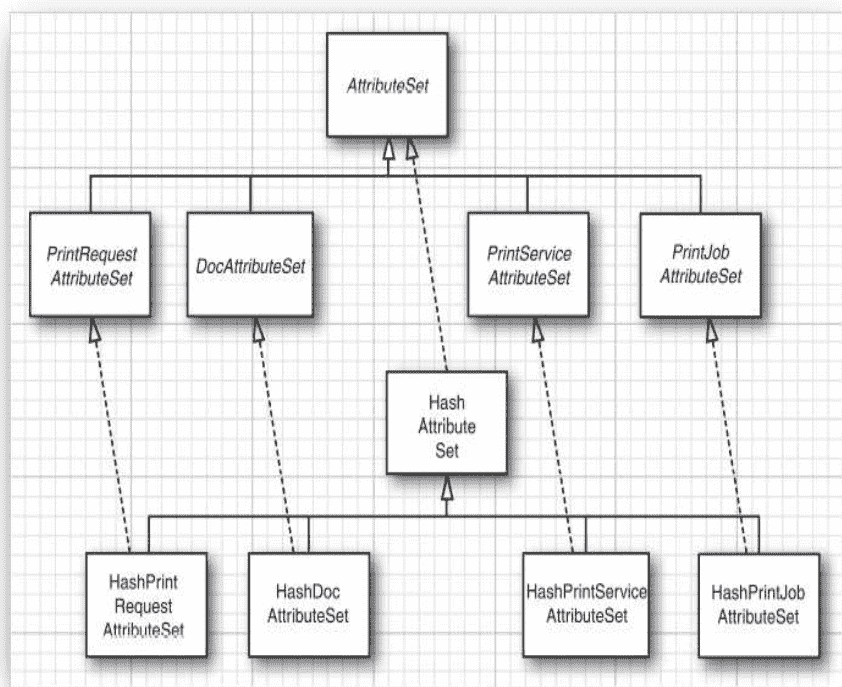 AttributeSet
PrintRequest
AttributeSet
DocAttributeSet
PrintService
AttributeSet
PrintJob
AttributeSet
Hash
Attribute
Set
HashPrint
Request
AttributeSet
HashDoc
AttributeSet
HashPrintService
AttributeSet
HashPrintJob
AttributeSet